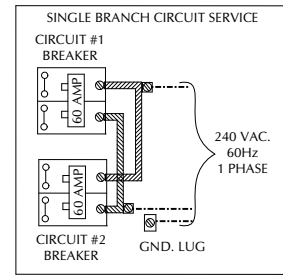 SINGLE BRANCH CIRCUIT SERVICE
CIRCUIT #1
BREAKER
60 AMP
240 VAC.
60Hz
1 PHASE
60 AMP
CIRCUIT #2
BREAKER
GND. LUG